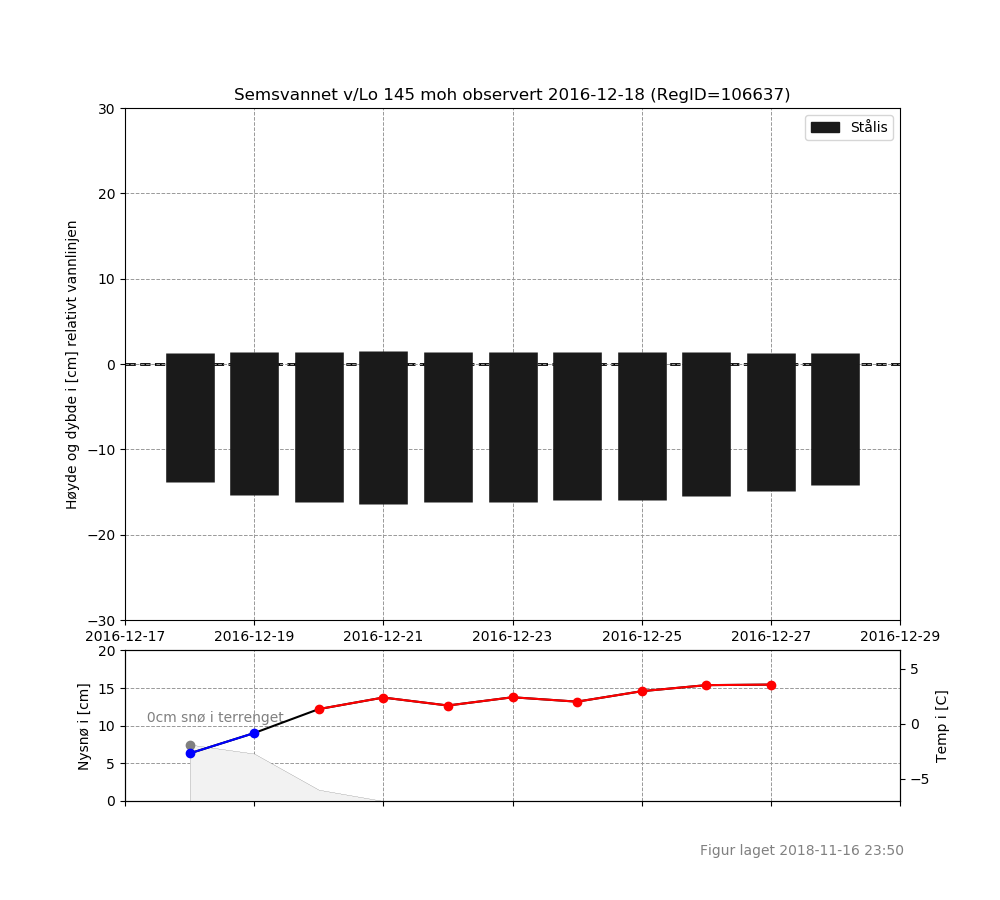 Semsvannet v/Lo 145 moh observert 2016-12-18 (RegID=106637)
Stålis
Høyde og dybde i [cm] relativt vannlinjen
30
20
10
0
−10
−20
−30
2016-12-17 2016-12-19 2016-12-21 2016-12-23 2016-12-25 2016-12-27 2016-12-29
Nysnø i [cm]
20
15
10
5
0
0cm snø i terrenget
5
0
−5
Temp i [C]
Figur laget 2018-11-16 23:50